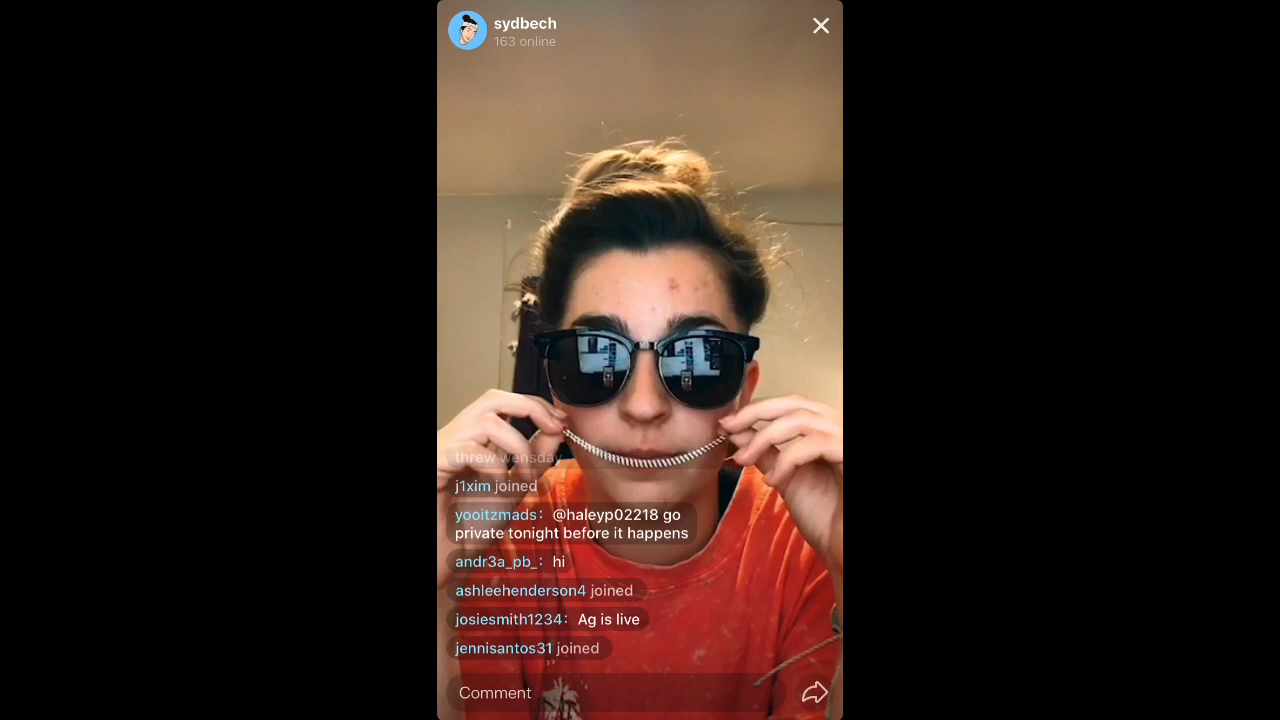 sydbech
163 online
threw wensday
j1xim joined
yooitzmads: @haleyp02218 go
private tonight before it happens
andr3a_pb_: hi
ashleehenderson4 joined
josiesmith1234: Ag is live
jennisantos31 joined
Comment